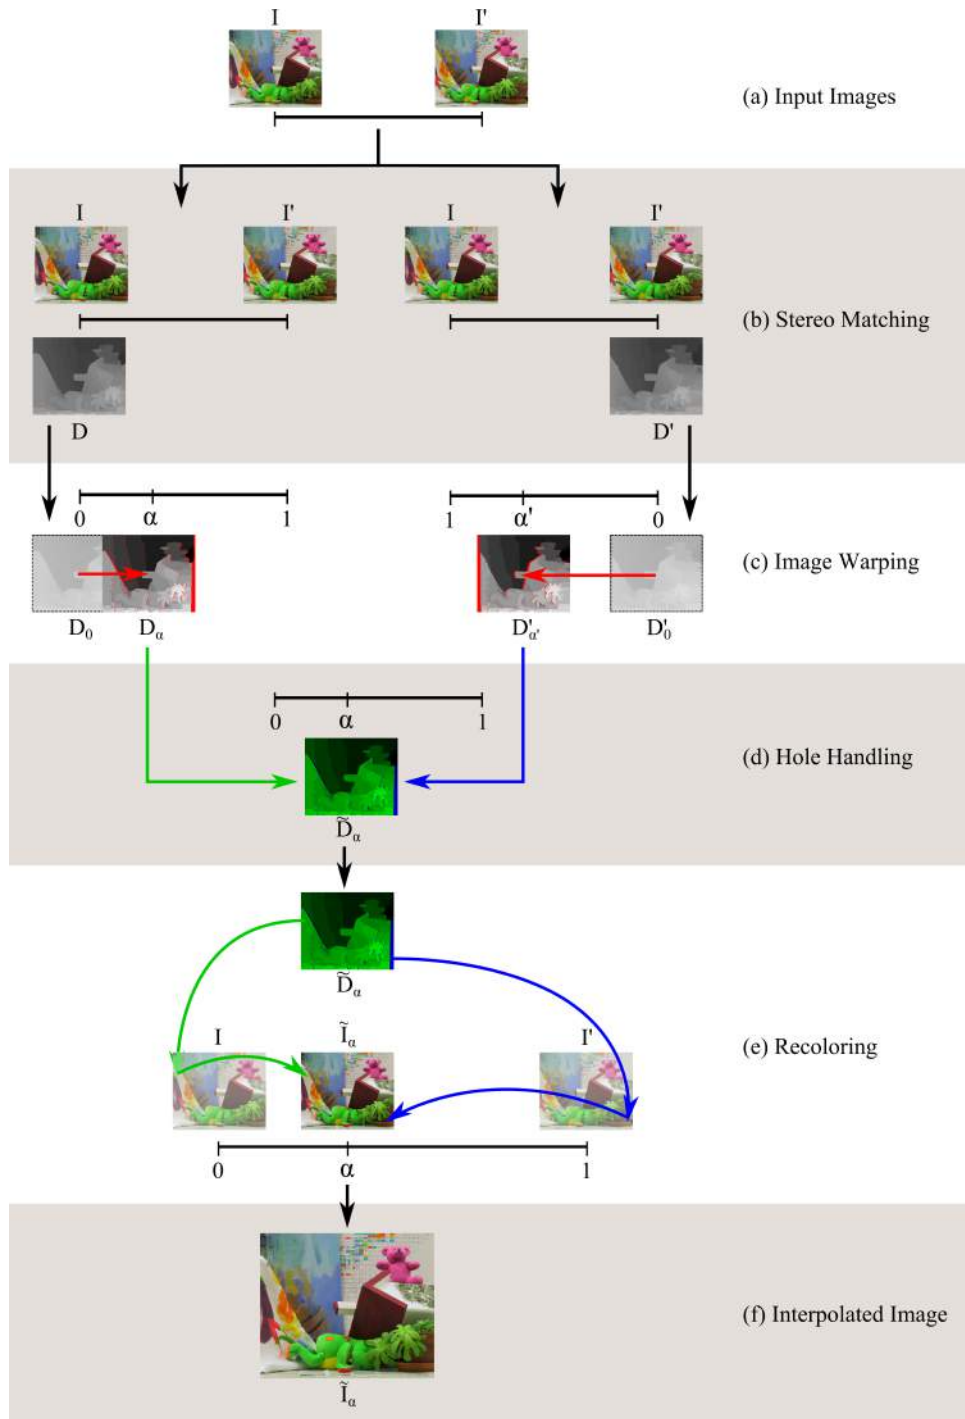 I I'
(a) Input Images
I I' I I'
(b) Stereo Matching
D D'
0 α 1 1 α' 0
(c) Image Warping
D₀ Dα D'α' D'₀
0 α 1
(d) Hole Handling
D̃α
D̃α
I Ĩα I'
(e) Recoloring
0 α 1
(f) Interpolated Image
Ĩα